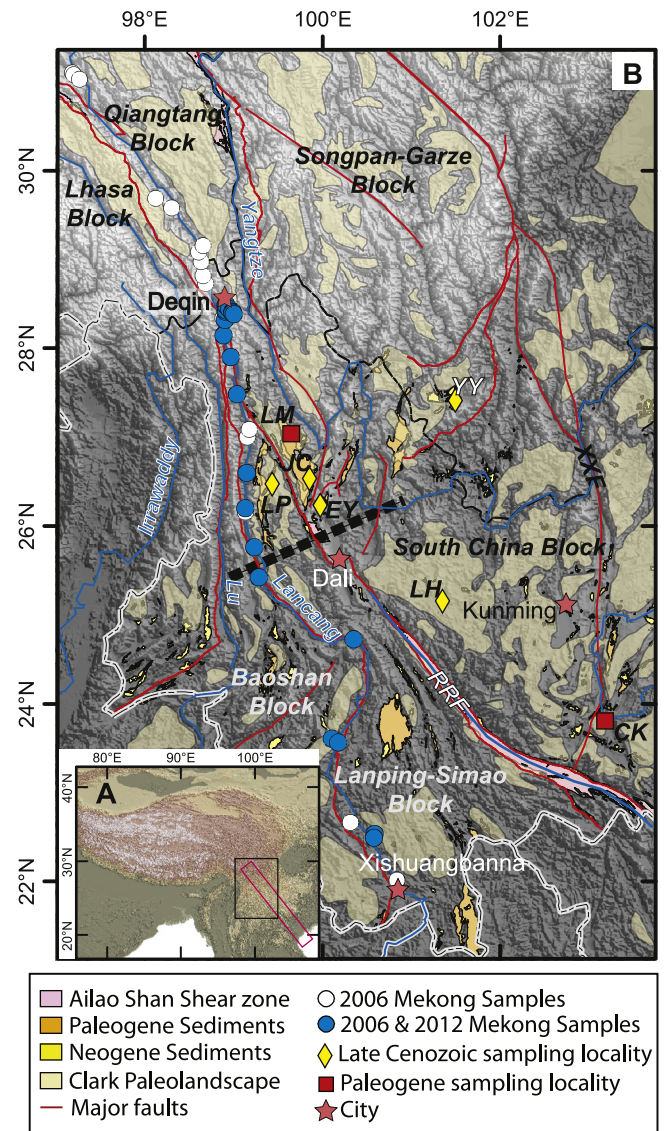 98°E 100°E 102°E
B
Qiangtang
Block
Songpan-Garze
Block
30°N
Lhasa
Block
Yangtze
Deqin
28°N
YY
LM
JC
XXF
LP
EY
Irrawaddy
26°N
South China Block
Dali
LH
Kunming
Lu
Lancang
Baoshan
Block
RRF
24°N
CK
Lanping-Simao
Block
80°E 90°E 100°E
A
40°N
Xishuangbanna
22°N
30°N
20°N
Ailao Shan Shear zone
Paleogene Sediments
Neogene Sediments
Clark Paleolandscape
Major faults
2006 Mekong Samples
2006 & 2012 Mekong Samples
Late Cenozoic sampling locality
Paleogene sampling locality
City